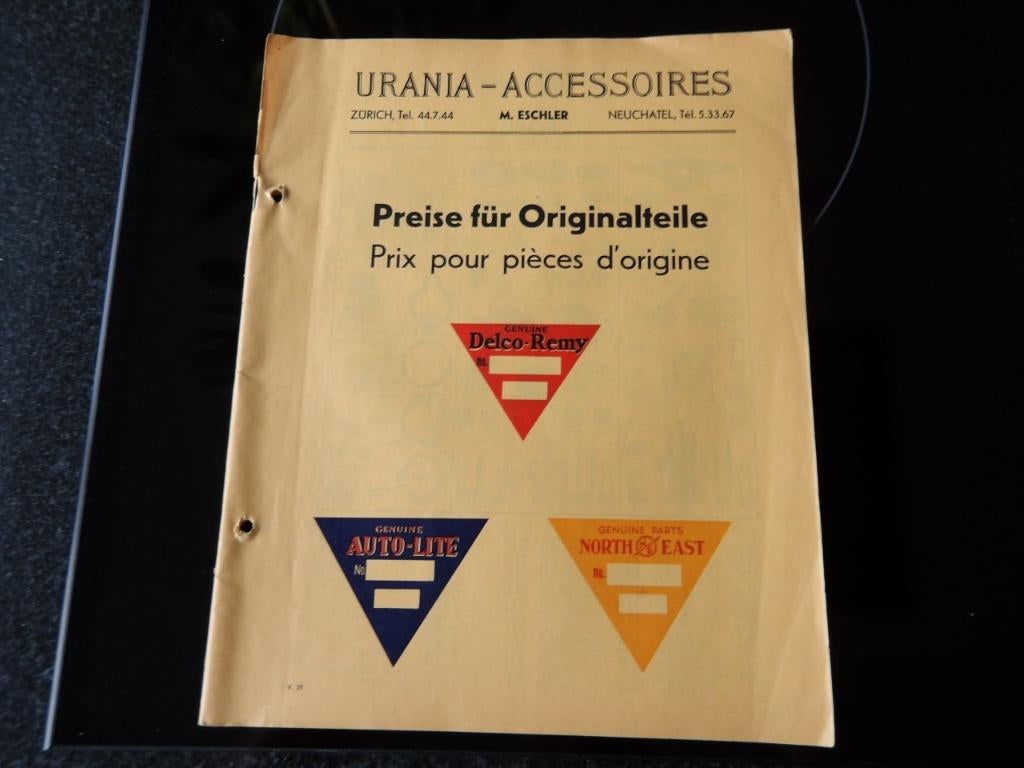 URANIA - ACCESSOIRES
ZÜRICH, Tel. 44.7.44 M. ESCHLER NEUCHATEL, Tél. 5.33.67
Preise für Originalteile
Prix pour pièces d'origine
GENUINE
Delco-Remy
No.
GENUINE
AUTO-LITE
No
GENUINE PARTS
NORTH EAST
No.